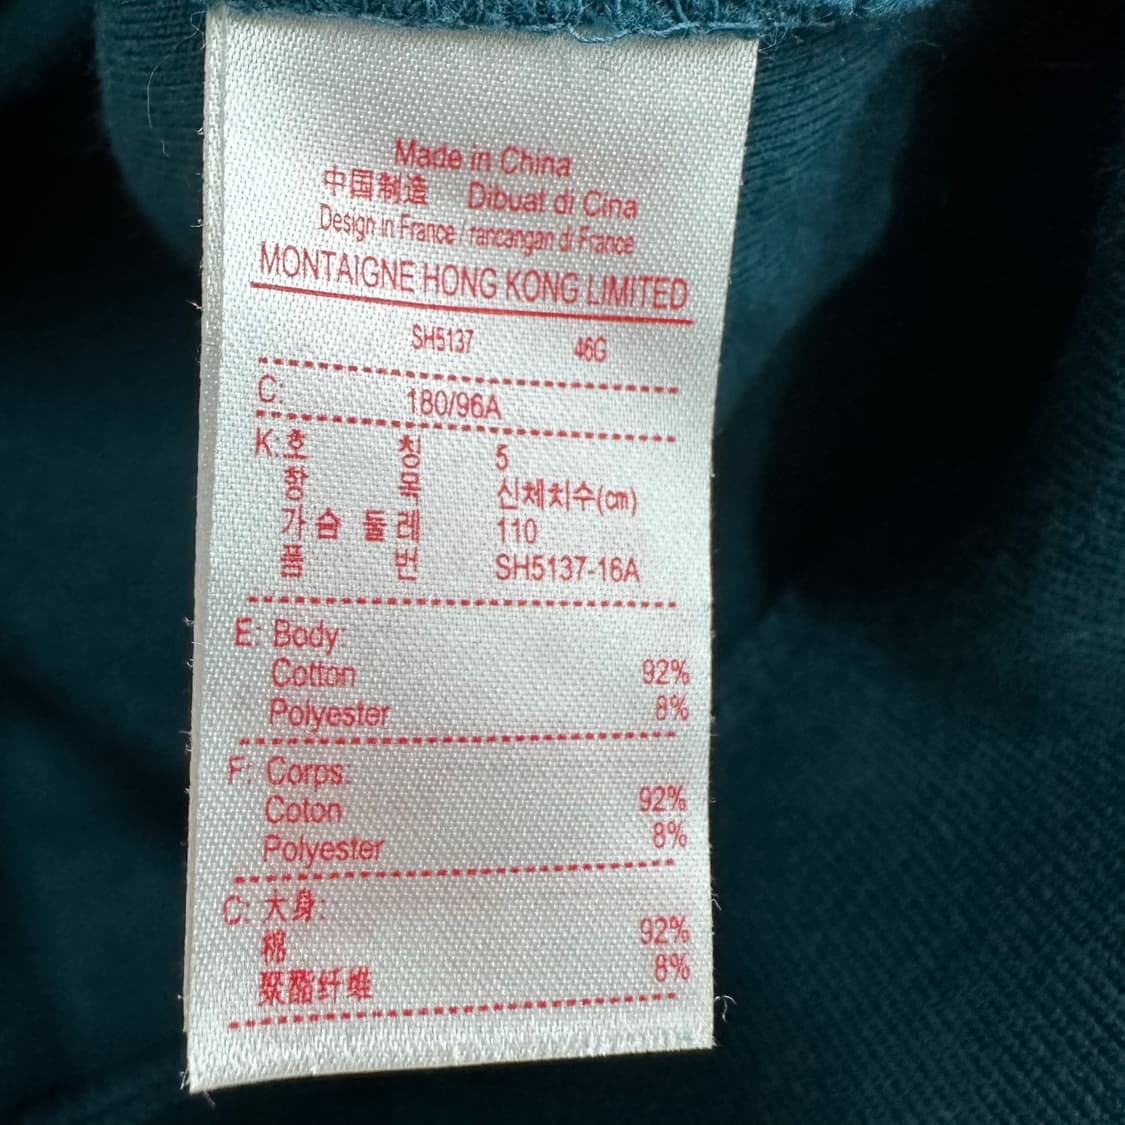 Made in China
中国制造 Dibuat di Cina
Design in France / rancangan di France
MONTAIGNE HONG KONG LIMITED
SH5137 46G
C: 180/96A
K: 호 칭 5
항 목 신체치수(cm)
가 슴 둘 레 110
품 번 SH5137-16A
E: Body:
Cotton 92%
Polyester 8%
F: Corps:
Coton 92%
Polyester 8%
C: 大身:
棉 92%
聚酯纤维 8%